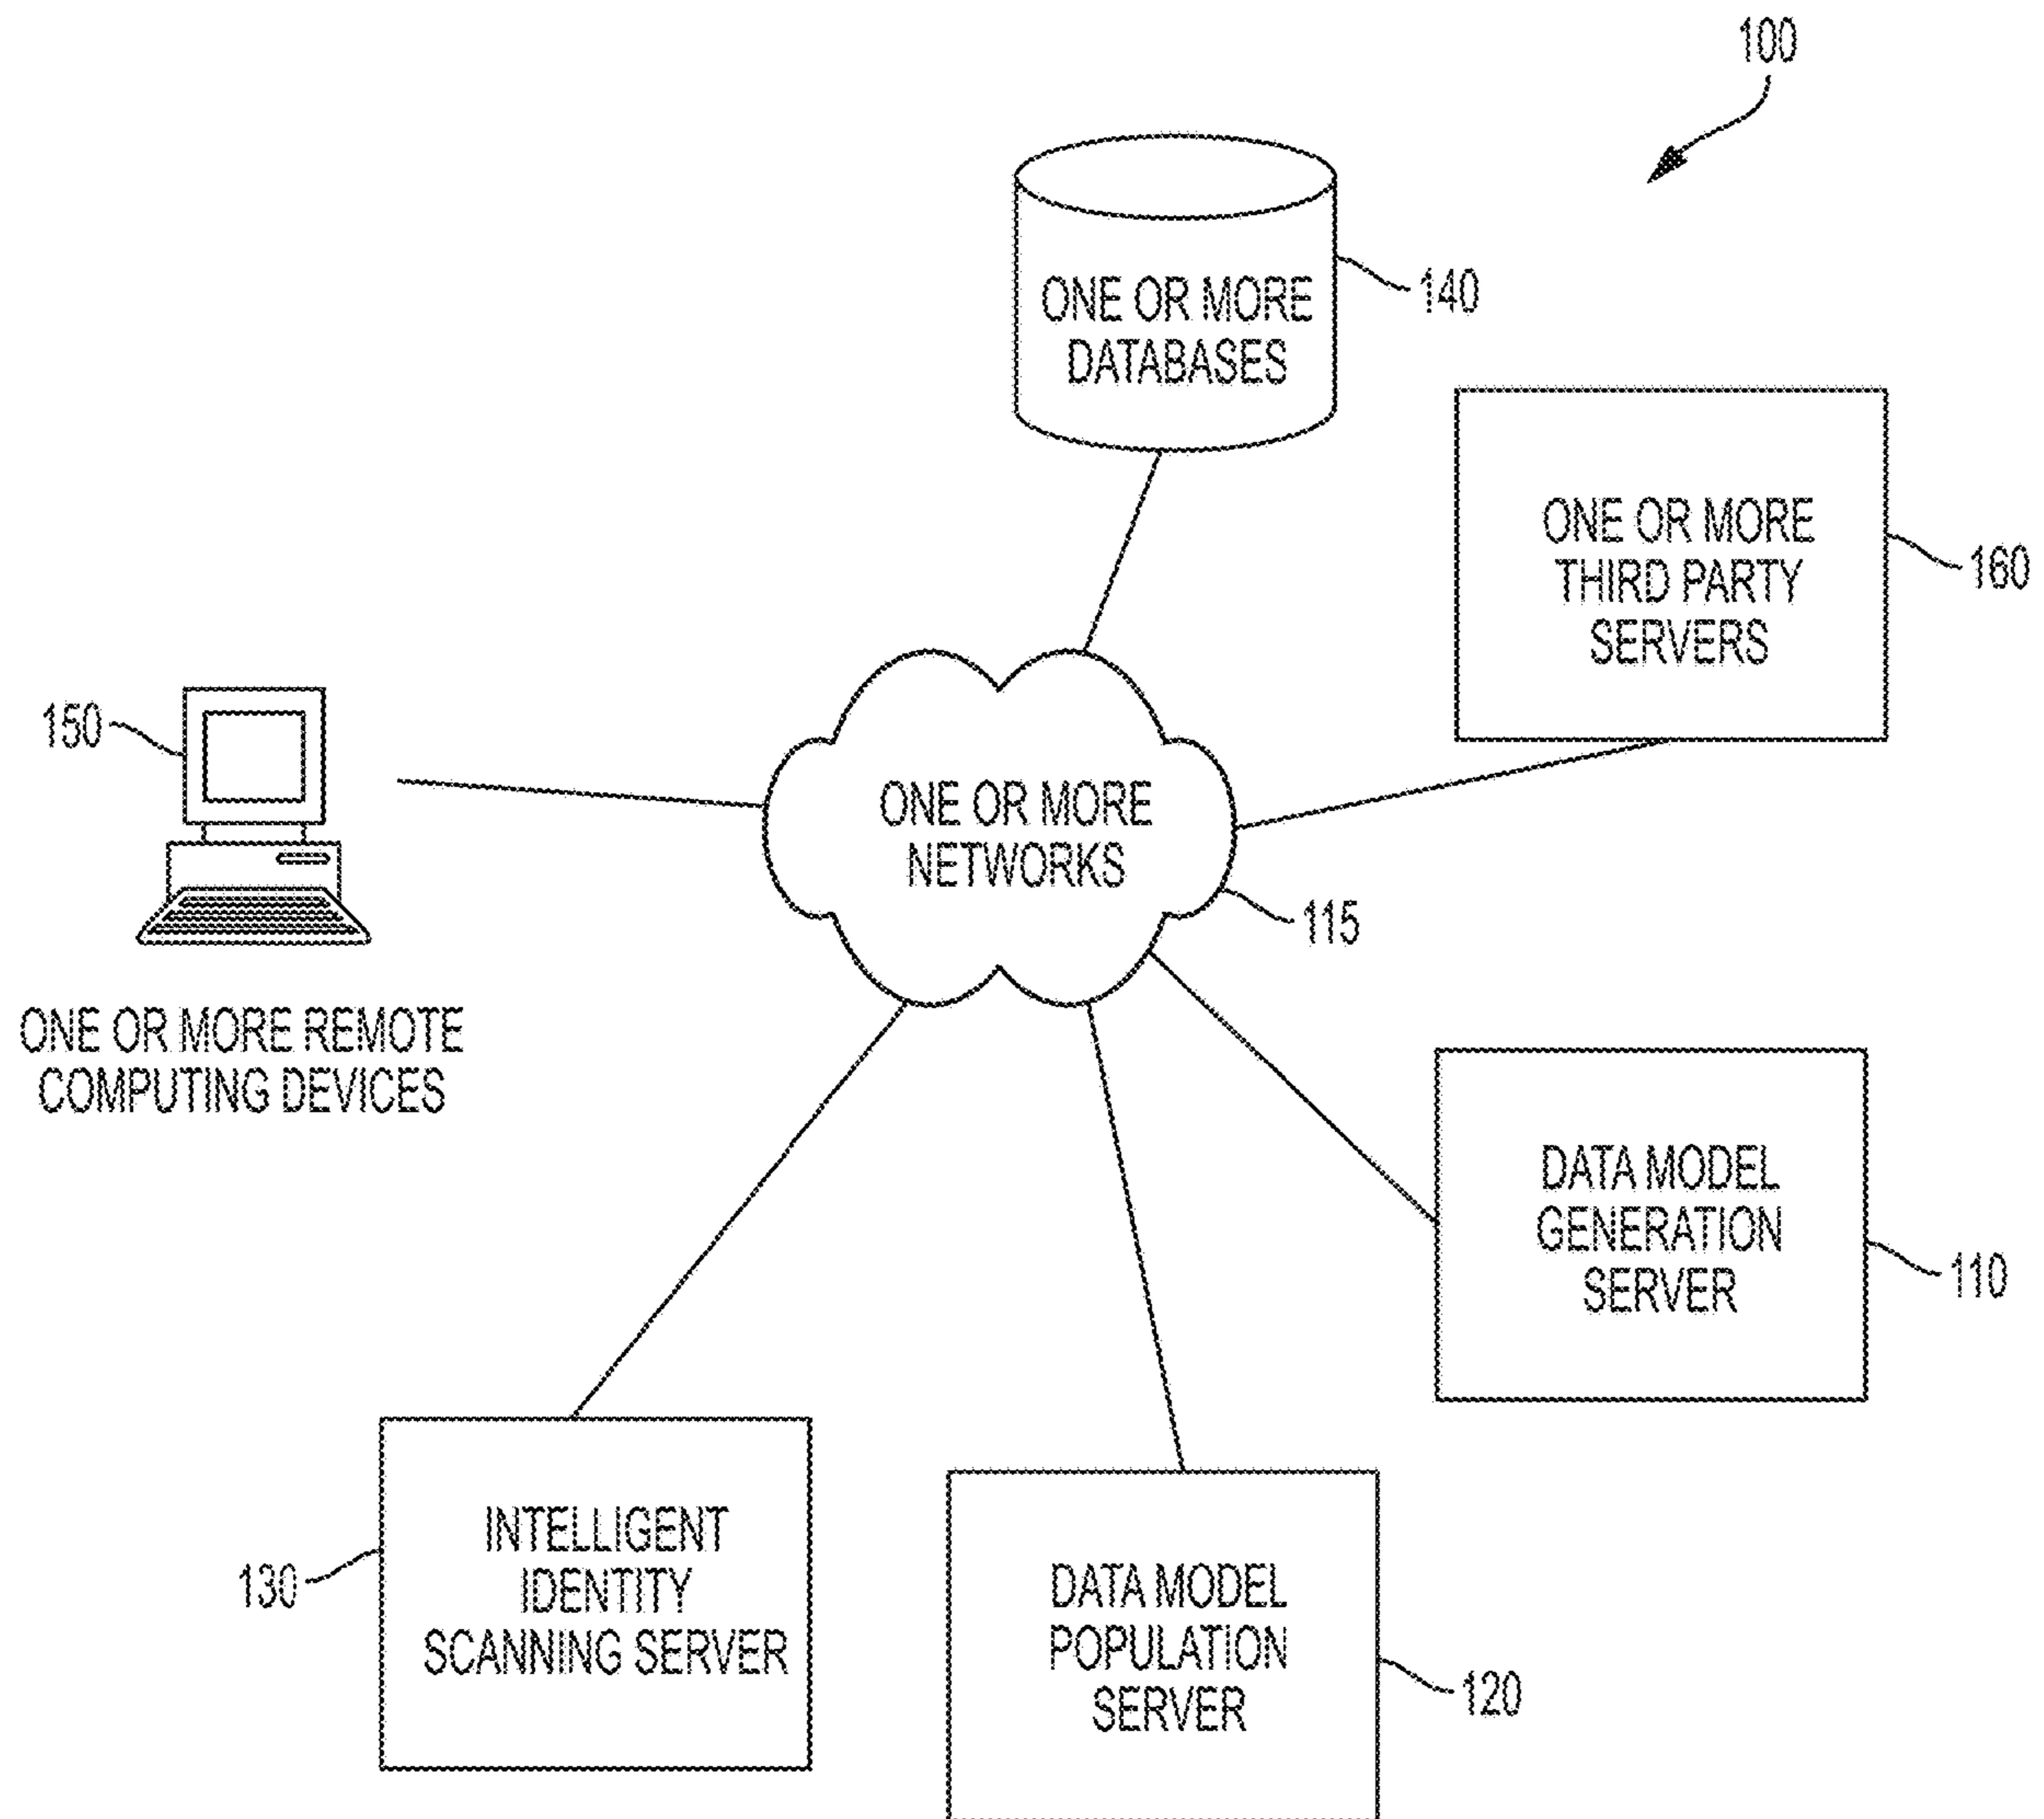 100
ONE OR MORE
DATABASES
140
ONE OR MORE
THIRD PARTY
SERVERS
160
150
ONE OR MORE
NETWORKS
115
ONE OR MORE REMOTE
COMPUTING DEVICES
DATA MODEL
GENERATION
SERVER
110
INTELLIGENT
IDENTITY
SCANNING SERVER
130
DATA MODEL
POPULATION
SERVER
120